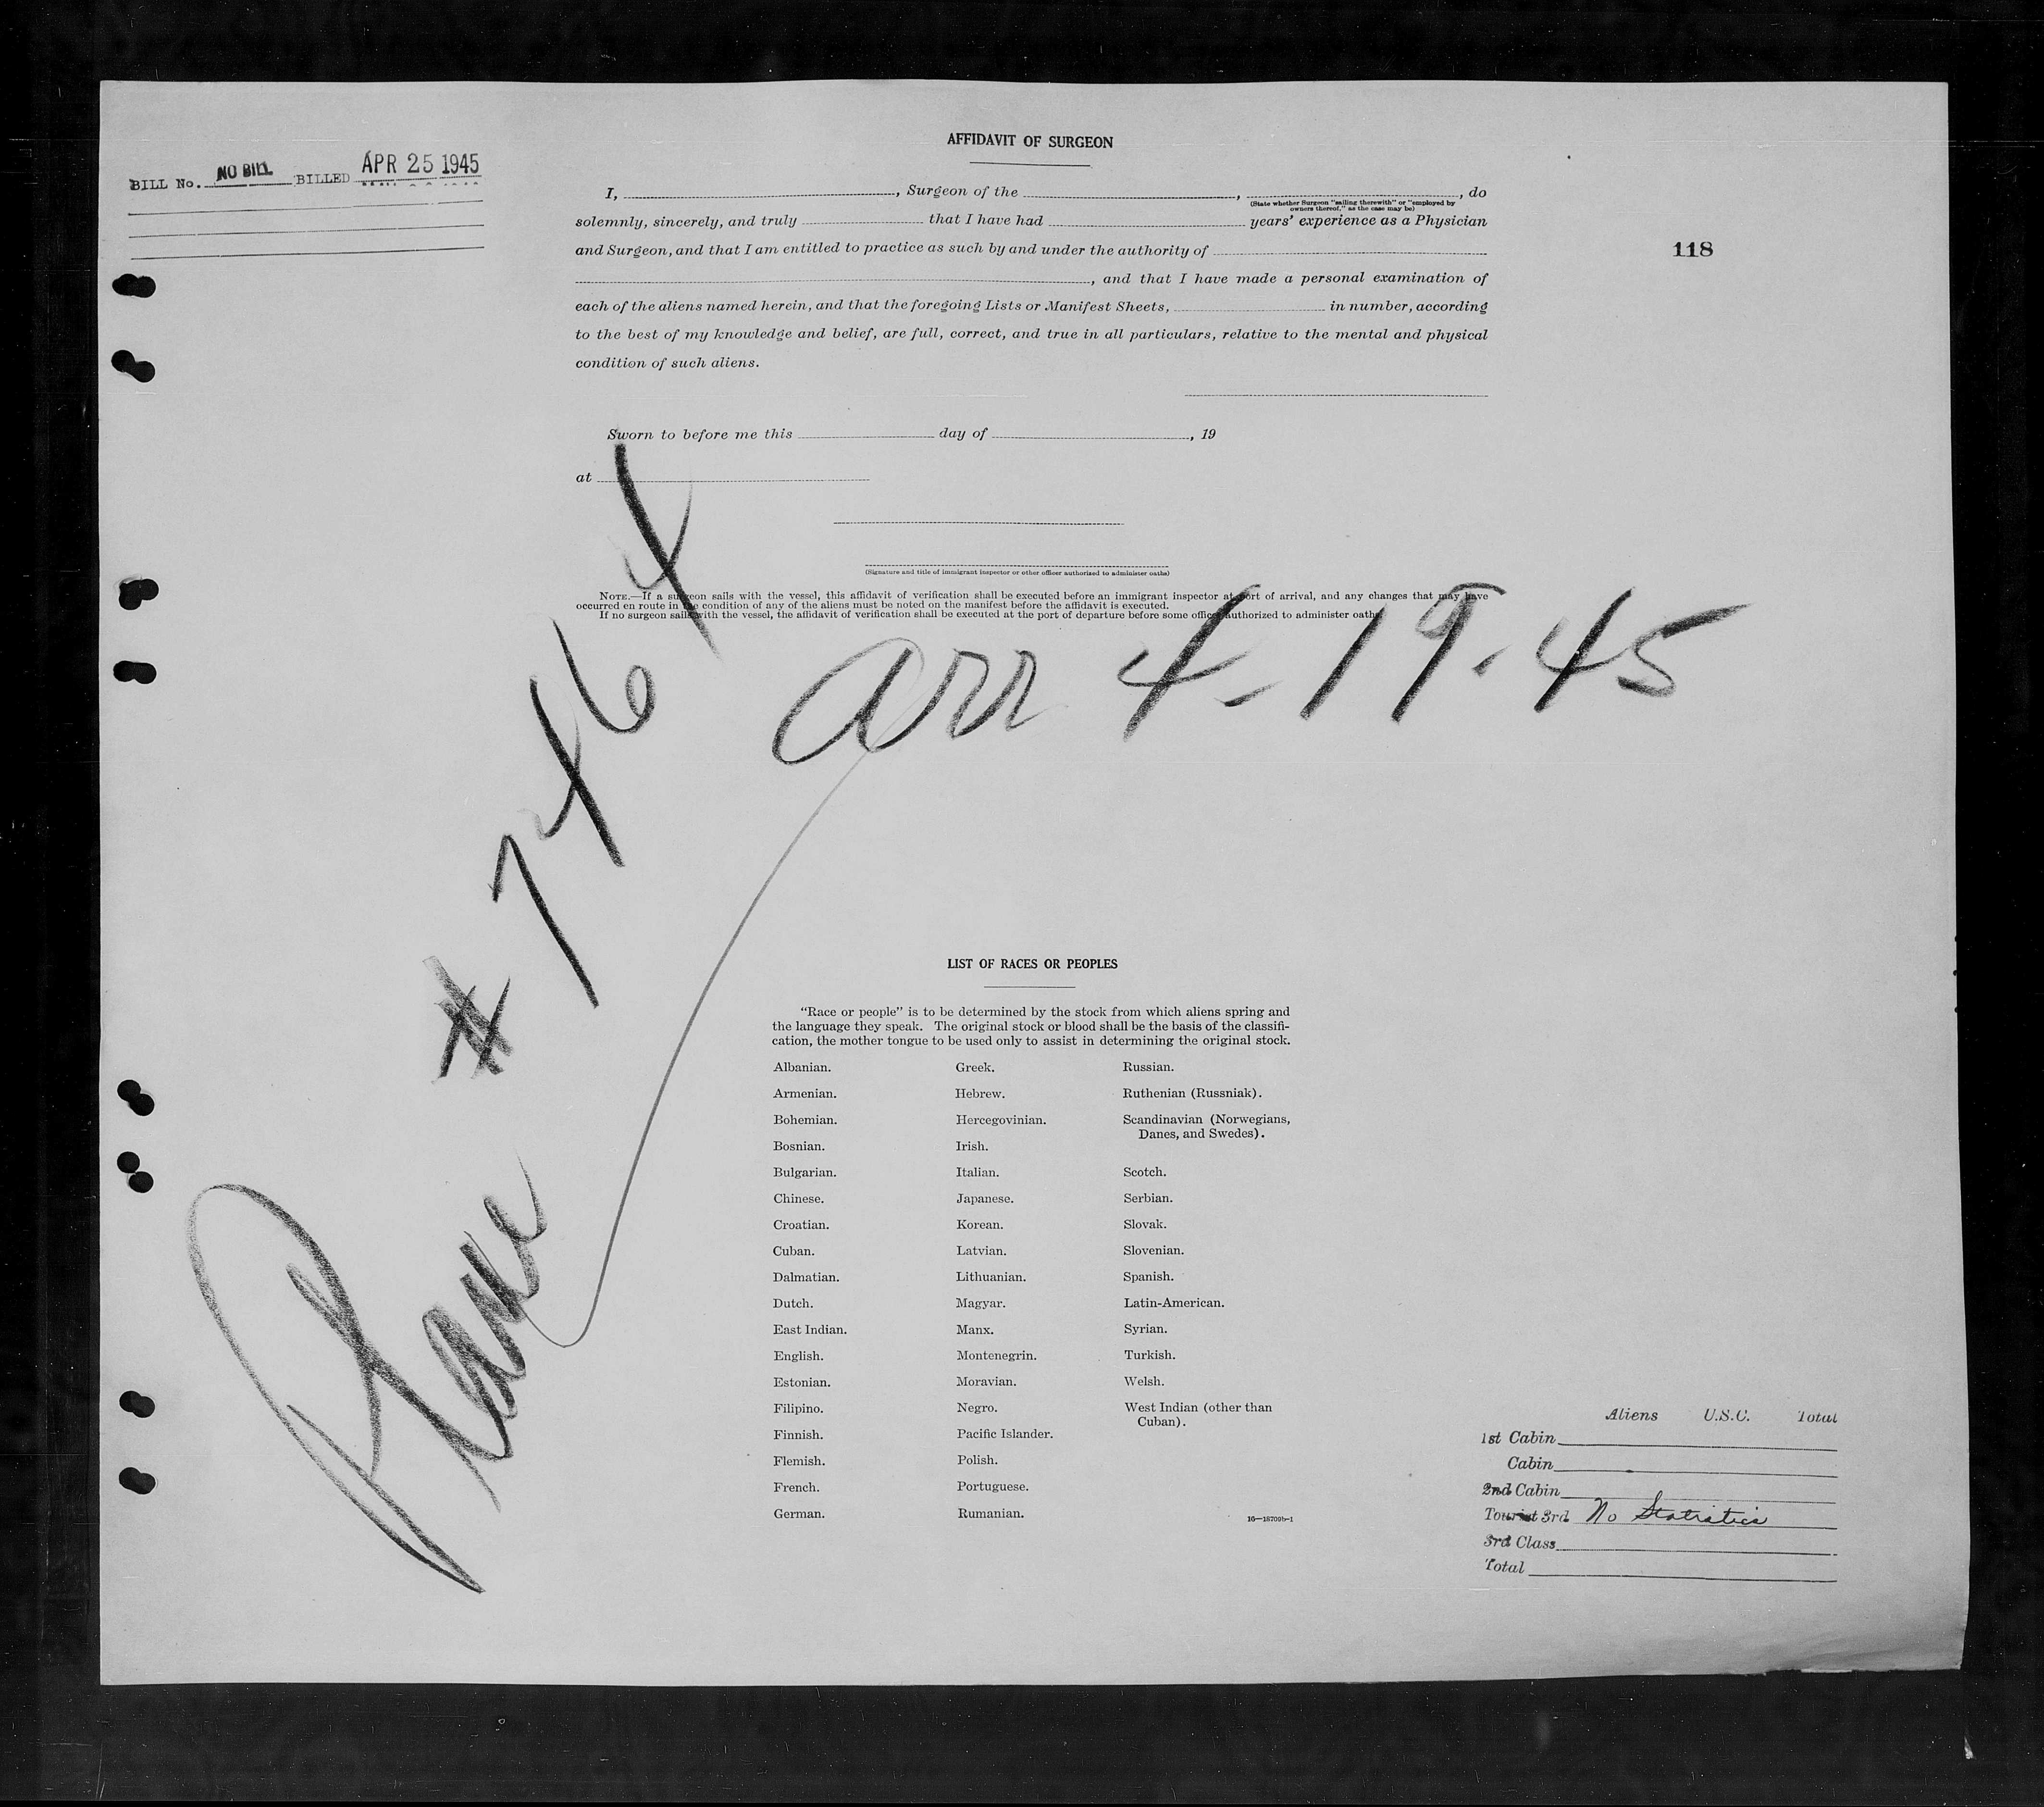 AFFIDAVIT OF SURGEON
BILL No. NO BILL BILLED APR 25 1945
I, , Surgeon of the , , do
(State whether Surgeon "sailing therewith" or "employed by
owners thereof," as the case may be)
solemnly, sincerely, and truly that I have had years' experience as a Physician
and Surgeon, and that I am entitled to practice as such by and under the authority of
118
, and that I have made a personal examination of
each of the aliens named herein, and that the foregoing Lists or Manifest Sheets, in number, according
to the best of my knowledge and belief, are full, correct, and true in all particulars, relative to the mental and physical
condition of such aliens.
Sworn to before me this day of , 19
at
(Signature and title of immigrant inspector or other officer authorized to administer oaths)
NOTE.—If a surgeon sails with the vessel, this affidavit of verification shall be executed before an immigrant inspector at port of arrival, and any changes that may have
occurred en route in the condition of any of the aliens must be noted on the manifest before the affidavit is executed.
If no surgeon sails with the vessel, the affidavit of verification shall be executed at the port of departure before some officer authorized to administer oaths.
arr 4-19-45
Plane # 7464
LIST OF RACES OR PEOPLES
"Race or people" is to be determined by the stock from which aliens spring and
the language they speak. The original stock or blood shall be the basis of the classifi-
cation, the mother tongue to be used only to assist in determining the original stock.
Albanian. Greek. Russian.
Armenian. Hebrew. Ruthenian (Russniak).
Bohemian. Hercegovinian. Scandinavian (Norwegians,
Danes, and Swedes).
Bosnian. Irish.
Bulgarian. Italian. Scotch.
Chinese. Japanese. Serbian.
Croatian. Korean. Slovak.
Cuban. Latvian. Slovenian.
Dalmatian. Lithuanian. Spanish.
Dutch. Magyar. Latin-American.
East Indian. Manx. Syrian.
English. Montenegrin. Turkish.
Estonian. Moravian. Welsh.
Filipino. Negro. West Indian (other than
Cuban).
Finnish. Pacific Islander.
Flemish. Polish.
French. Portuguese.
German. Rumanian.
Aliens U.S.C. Total
1st Cabin
Cabin
2nd Cabin
Tourist 3rd No Statistics
3rd Class
Total